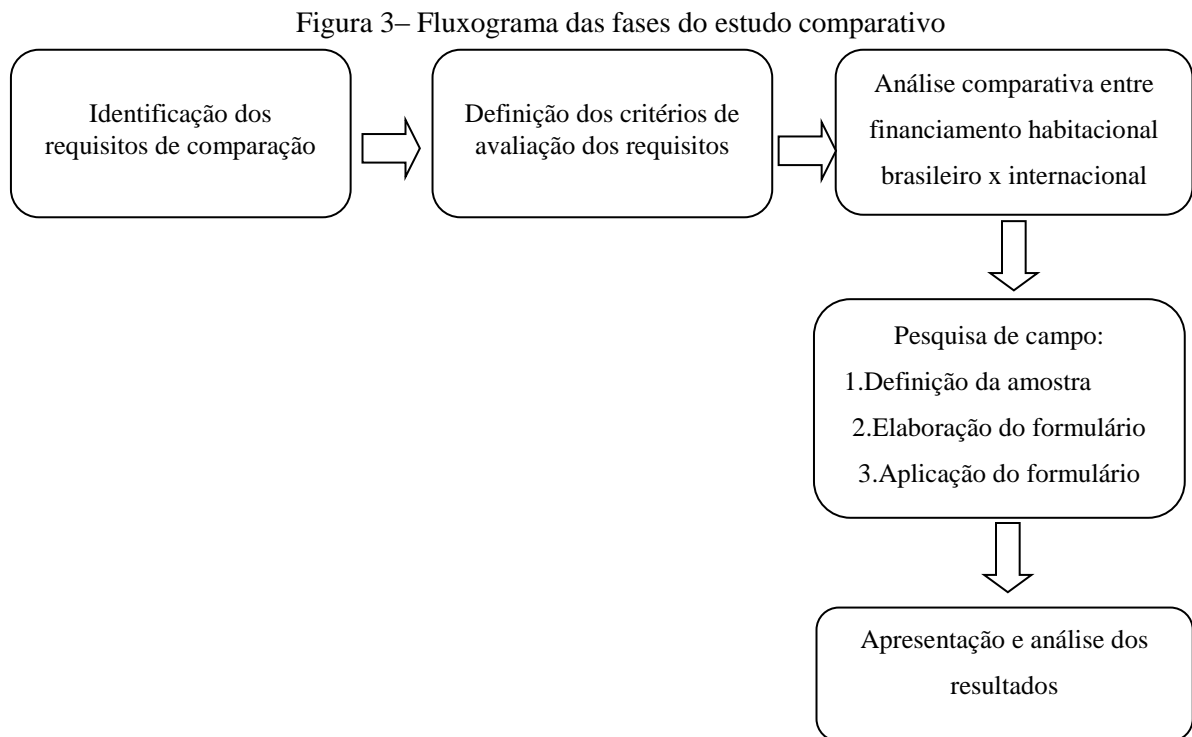 Figura 3– Fluxograma das fases do estudo comparativo
Identificação dos
requisitos de comparação
Definição dos critérios de
avaliação dos requisitos
Análise comparativa entre
financiamento habitacional
brasileiro x internacional
Pesquisa de campo:
1.Definição da amostra
2.Elaboração do formulário
3.Aplicação do formulário
Apresentação e análise dos
resultados